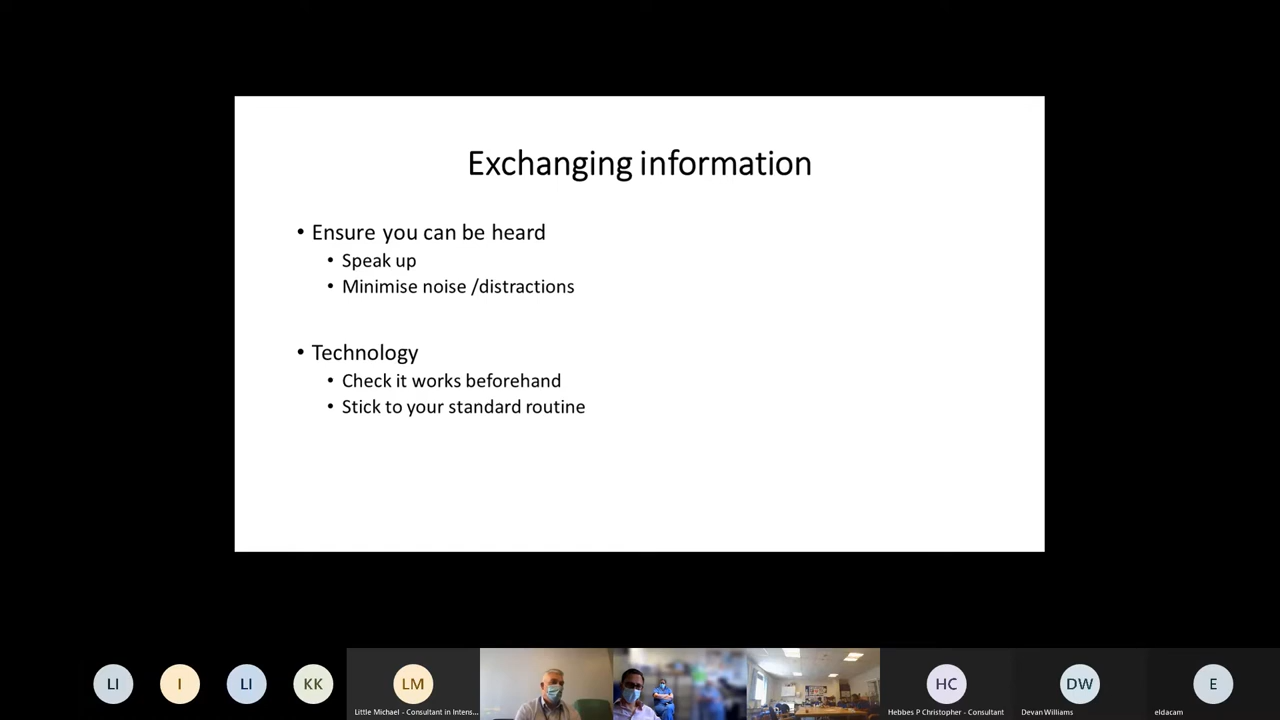 Exchanging information
• Ensure you can be heard
• Speak up
• Minimise noise /distractions
• Technology
• Check it works beforehand
• Stick to your standard routine
LI
I
LI
KK
LM
HC
DW
E
Little Michael - Consultant in Intens...
Hebbes P Christopher - Consultant
Devan Williams
eldacam